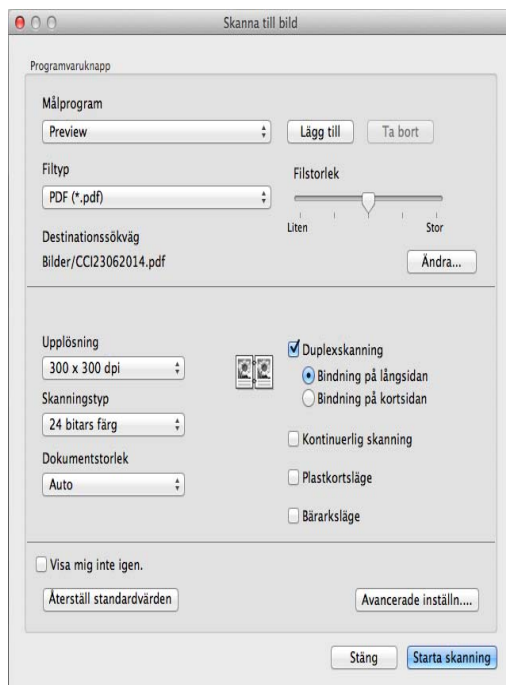 Skanna till bild
Programvaruknapp
Målprogram
Preview
Lägg till
Ta bort
Filtyp
PDF (*.pdf)
Filstorlek
Liten
Stor
Destinationssökväg
Bilder/CCI23062014.pdf
Ändra...
Upplösning
300 x 300 dpi
Skanningstyp
24 bitars färg
Dokumentstorlek
Auto
Duplexskanning
Bindning på långsidan
Bindning på kortsidan
Kontinuerlig skanning
Plastkortsläge
Bärarksläge
Visa mig inte igen.
Återställ standardvärden
Avancerade inställn....
Stäng
Starta skanning